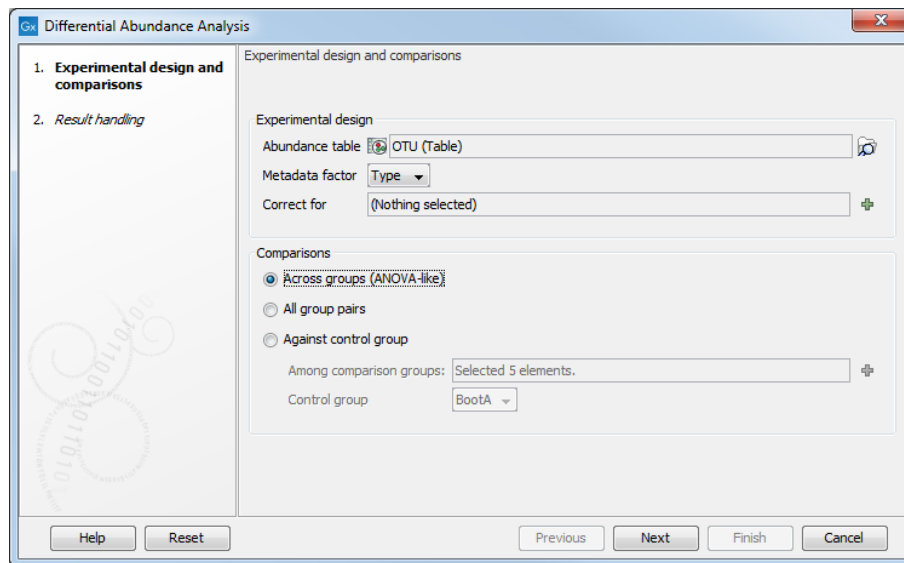 Gx Differential Abundance Analysis
1. Experimental design and
comparisons
2. Result handling
Experimental design and comparisons
Experimental design
Abundance table OTU (Table)
Metadata factor Type
Correct for (Nothing selected)
Comparisons
Across groups (ANOVA-like)
All group pairs
Against control group
Among comparison groups: Selected 5 elements.
Control group BootA
Help Reset Previous Next Finish Cancel